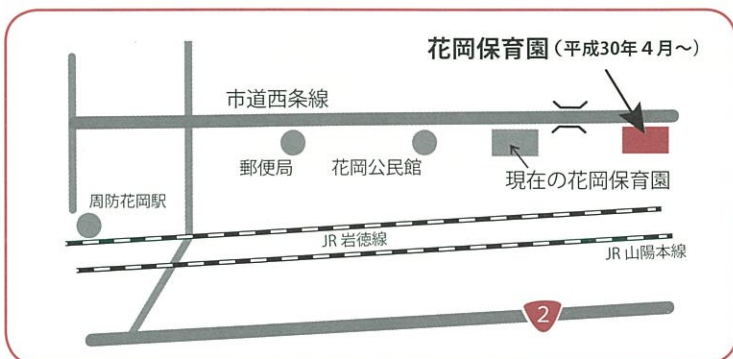 花岡保育園（平成30年４月〜）
市道西条線
郵便局
花岡公民館
現在の花岡保育園
周防花岡駅
JR 岩徳線
JR 山陽本線
2